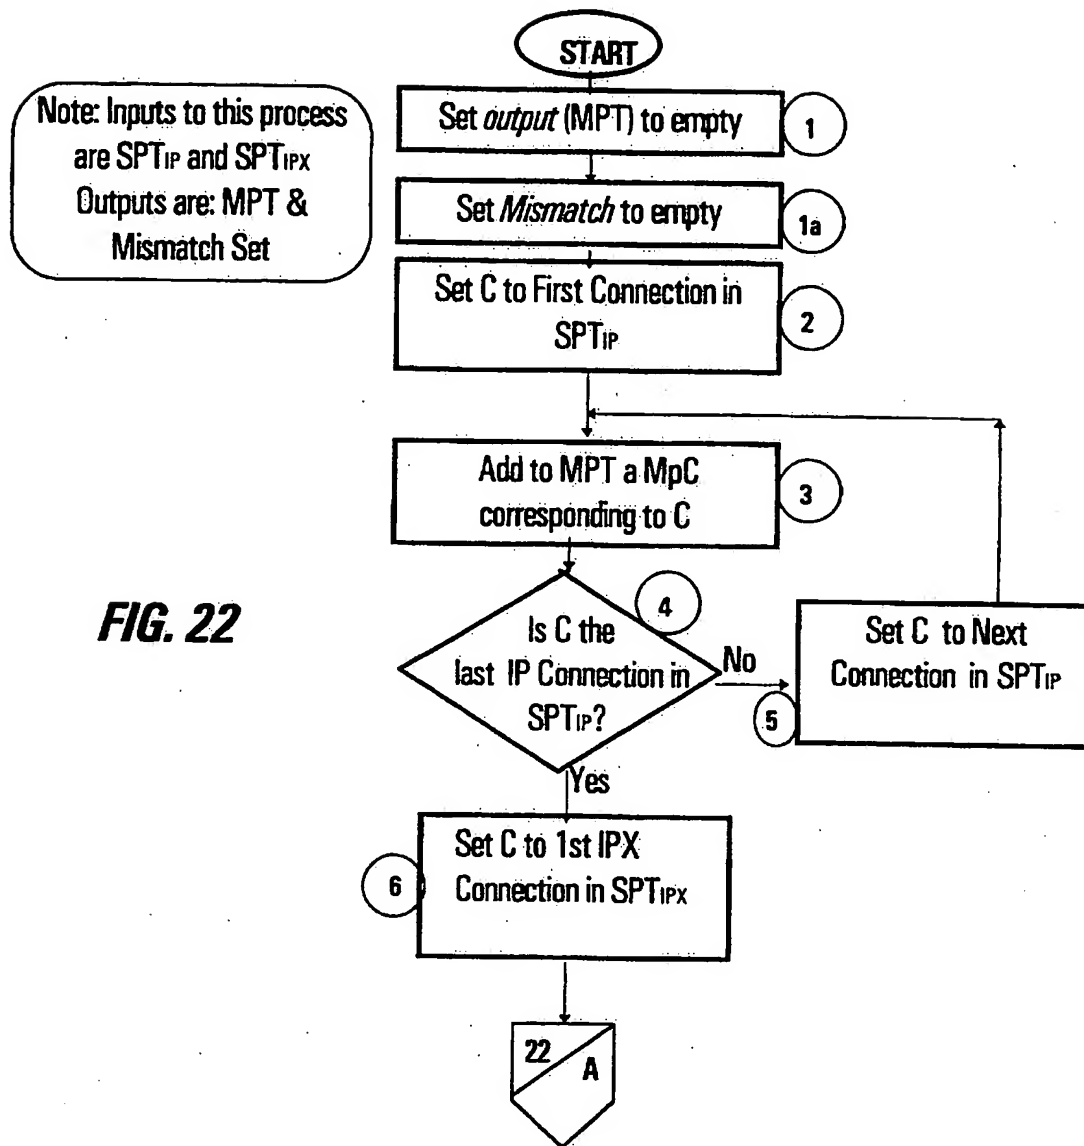 START
Note: Inputs to this process
are SPTIP and SPTIPX
Outputs are: MPT &
Mismatch Set
Set output (MPT) to empty
1
Set Mismatch to empty
1a
Set C to First Connection in
SPTIP
2
Add to MPT a MpC
corresponding to C
3
FIG. 22
4
Is C the
last IP Connection in
SPTIP?
No
Set C to Next
Connection in SPTIP
5
Yes
Set C to 1st IPX
Connection in SPTIPX
6
22
A